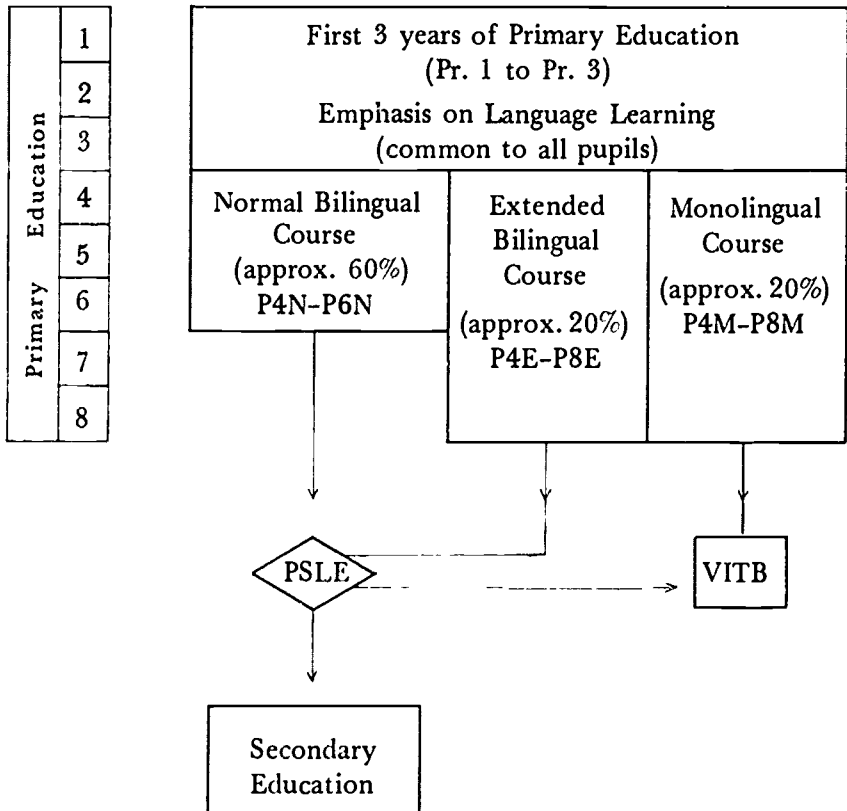 Primary Education
1
2
3
4
5
6
7
8
First 3 years of Primary Education
(Pr. 1 to Pr. 3)
Emphasis on Language Learning
(common to all pupils)
Normal Bilingual
Course
(approx. 60%)
P4N-P6N
Extended
Bilingual
Course
(approx. 20%)
P4E-P8E
Monolingual
Course
(approx. 20%)
P4M-P8M
PSLE
VITB
Secondary
Education